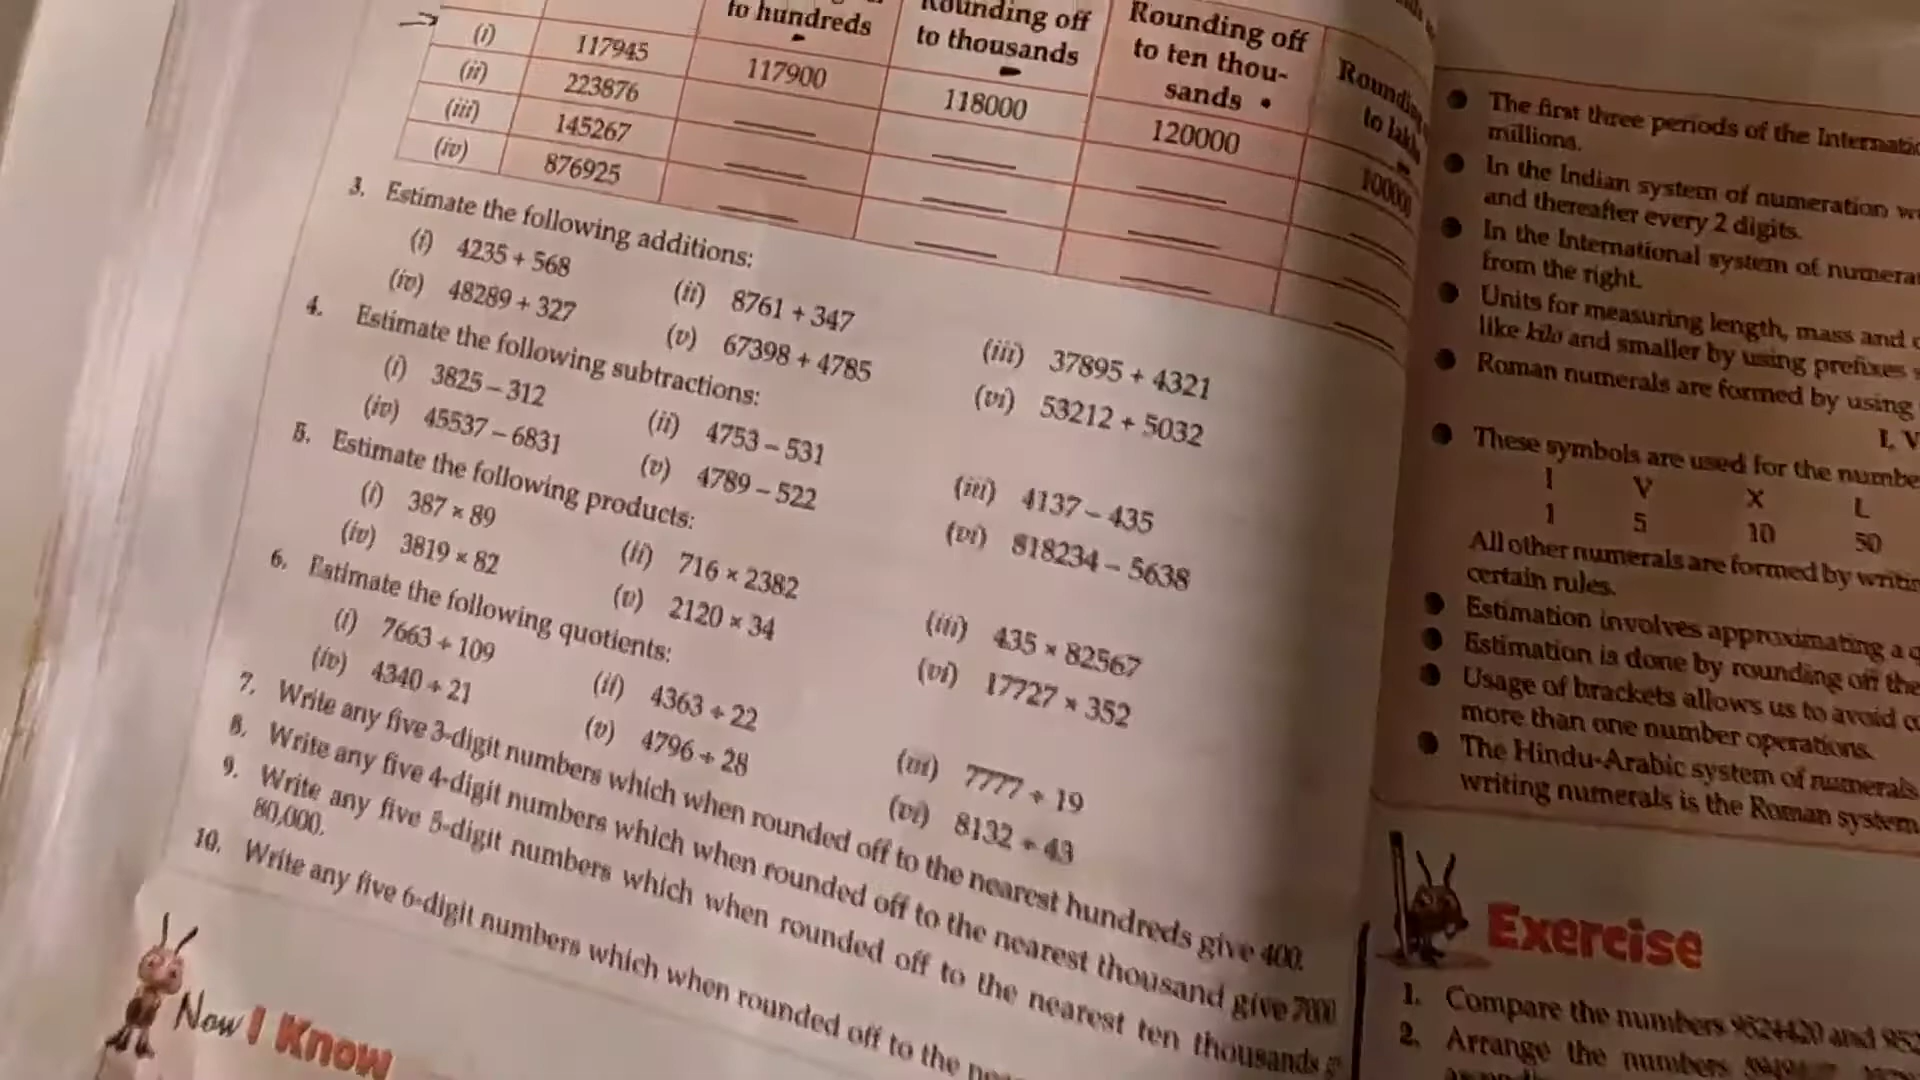 to hundreds
Rounding off
to thousands
Rounding off
to ten thou-
sands
to lakhs
(i) 117945 117900 118000 120000 100000
(ii) 223876
(iii) 145267
(iv) 876925
3. Estimate the following additions:
(i) 4235 + 568 (ii) 8761 + 347 (iii) 37895 + 4321
(iv) 48289 + 327 (v) 67398 + 4785 (vi) 53212 + 5032
4. Estimate the following subtractions:
(i) 3825 – 312 (ii) 4753 – 531 (iii) 4137 – 435
(iv) 45537 – 6831 (v) 4789 – 522 (vi) 818234 – 5638
5. Estimate the following products:
(i) 387 × 89 (ii) 716 × 2382 (iii) 435 × 82567
(iv) 3819 × 82 (v) 2120 × 34 (vi) 17727 × 352
6. Estimate the following quotients:
(i) 7663 ÷ 109 (ii) 4363 ÷ 22 (iii) 7777 ÷ 19
(iv) 4340 ÷ 21 (v) 4796 ÷ 28 (vi) 8132 ÷ 43
7. Write any five 3-digit numbers which when rounded off to the nearest hundreds give 400.
8. Write any five 4-digit numbers which when rounded off to the nearest thousand give 7000
9. Write any five 5-digit numbers which when rounded off to the nearest ten thousands
80,000.
10. Write any five 6-digit numbers which when rounded off to the
Now I Know
The first three periods of the
millions.
In the Indian system of numeration
and thereafter every 2 digits.
In the International system of
from the right.
Units for measuring length, mass and
like kilo and smaller by using prefixes
Roman numerals are formed by using
I, V
These symbols are used for the
I V X L
1 5 10 50
All other numerals are formed by
certain rules.
Estimation involves approximating a
Estimation is done by rounding off the
Usage of brackets allows us to avoid
more than one number operations.
The Hindu-Arabic system of numerals
writing numerals is the Roman system
Exercise
1. Compare the numbers 9524420 and
2. Arrange the numbers